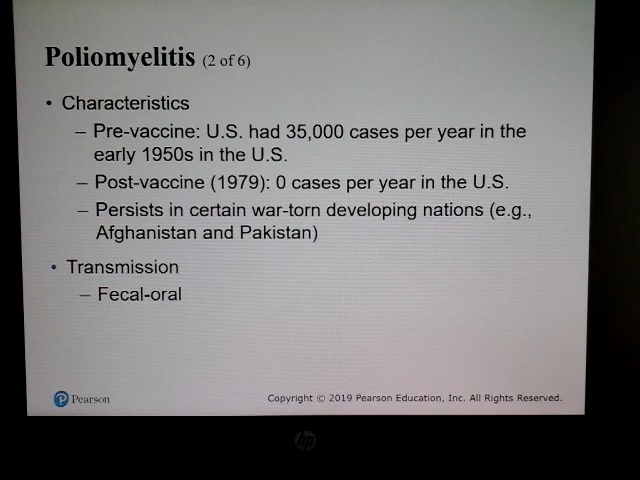 Poliomyelitis (2 of 6)
• Characteristics
– Pre-vaccine: U.S. had 35,000 cases per year in the
early 1950s in the U.S.
– Post-vaccine (1979): 0 cases per year in the U.S.
– Persists in certain war-torn developing nations (e.g.,
Afghanistan and Pakistan)
• Transmission
– Fecal-oral
P Pearson
Copyright © 2019 Pearson Education, Inc. All Rights Reserved.
hp